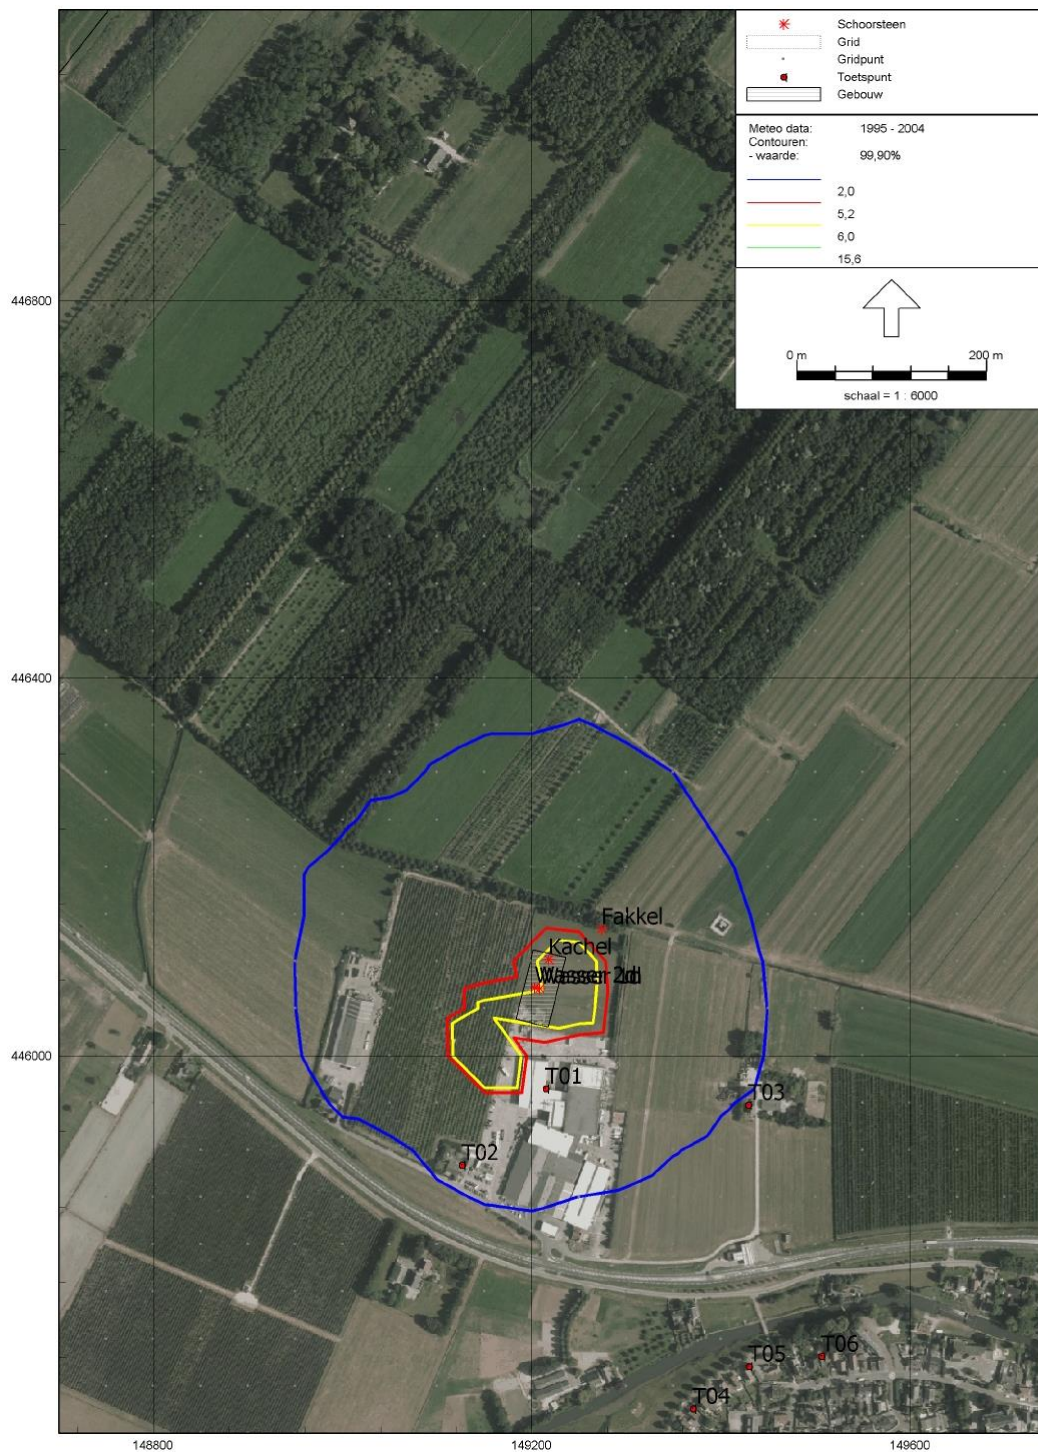 Schoorsteen
Grid
Gridpunt
Toetspunt
Gebouw
Meteo data: 1995 - 2004
Contouren:
- waarde: 99,90%
2,0
5,2
6,0
15,6
0 m 200 m
schaal = 1 : 6000
446800
446400
Fakkel
Kachel
446000
T01
T03
T02
T06
T05
T04
148800 149200 149600